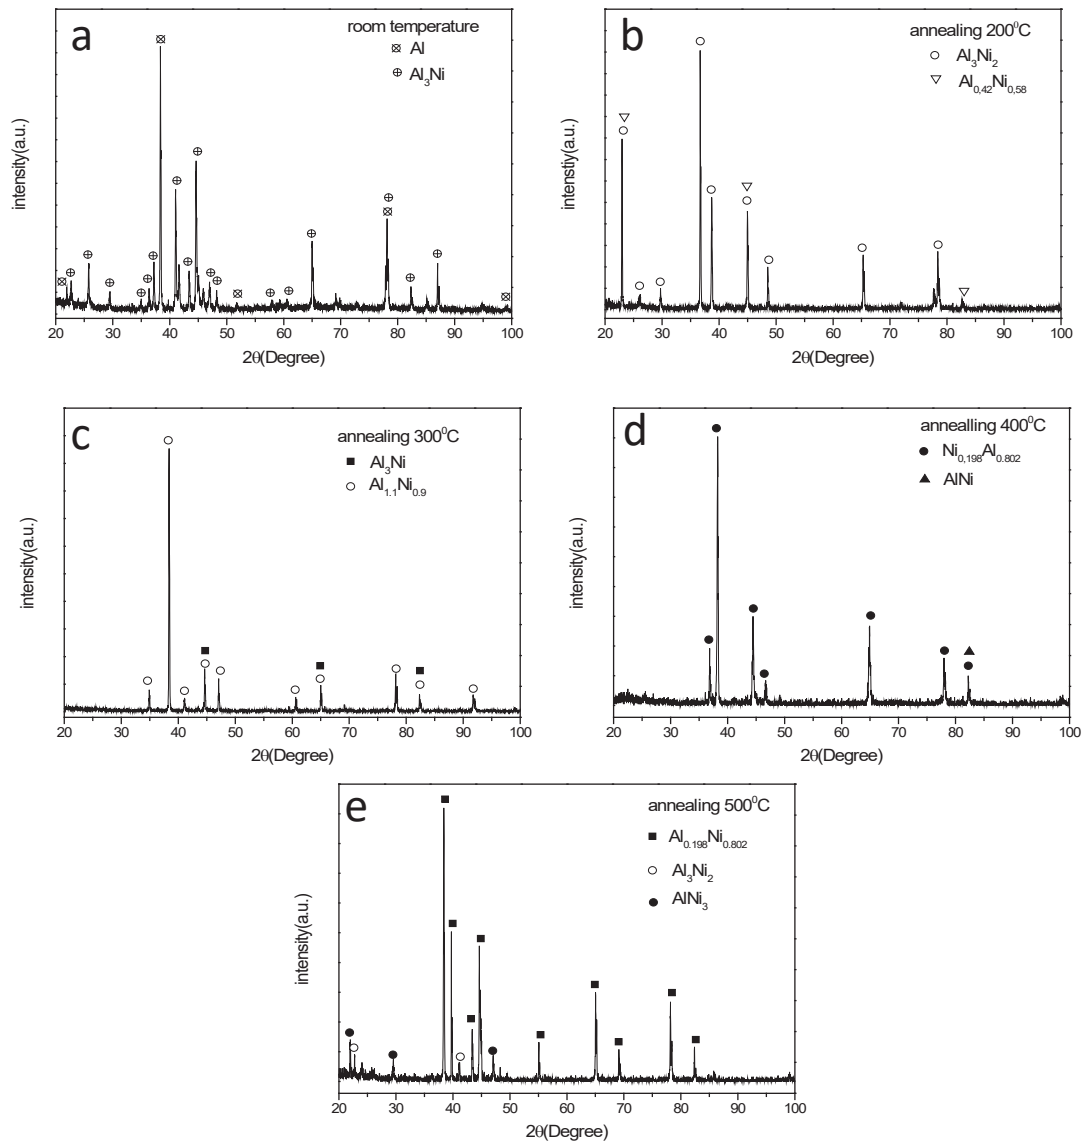 a
room temperature
⊗ Al
⊕ Al3Ni
intensity(a.u.)
20 30 40 50 60 70 80 90 100
2θ(Degree)
b
annealing 200⁰C
○ Al3Ni2
▽ Al0,42Ni0,58
intenstiy(a.u.)
20 30 40 50 60 70 80 90 100
2θ(Degree)
c
annealing 300⁰C
■ Al3Ni
○ Al1.1Ni0.9
intensity(a.u.)
20 30 40 50 60 70 80 90 100
2θ(Degree)
d
annealling 400⁰C
● Ni0,198Al0.802
▲ AlNi
intensity(a.u.)
20 30 40 50 60 70 80 90 100
2θ(Degree)
e
annealing 500⁰C
■ Al0.198Ni0.802
○ Al3Ni2
● AlNi3
intensity(a.u.)
20 30 40 50 60 70 80 90 100
2θ(Degree)